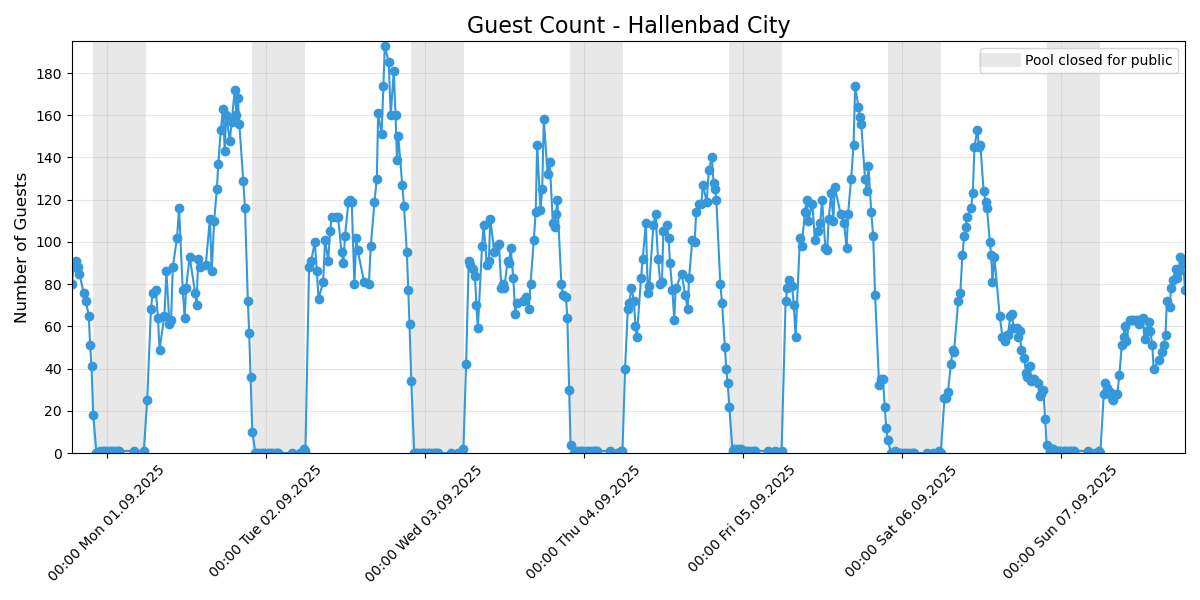 Guest Count - Hallenbad City
Pool closed for public
Number of Guests
180
160
140
120
100
80
60
40
20
0
00:00 Mon 01.09.2025
00:00 Tue 02.09.2025
00:00 Wed 03.09.2025
00:00 Thu 04.09.2025
00:00 Fri 05.09.2025
00:00 Sat 06.09.2025
00:00 Sun 07.09.2025